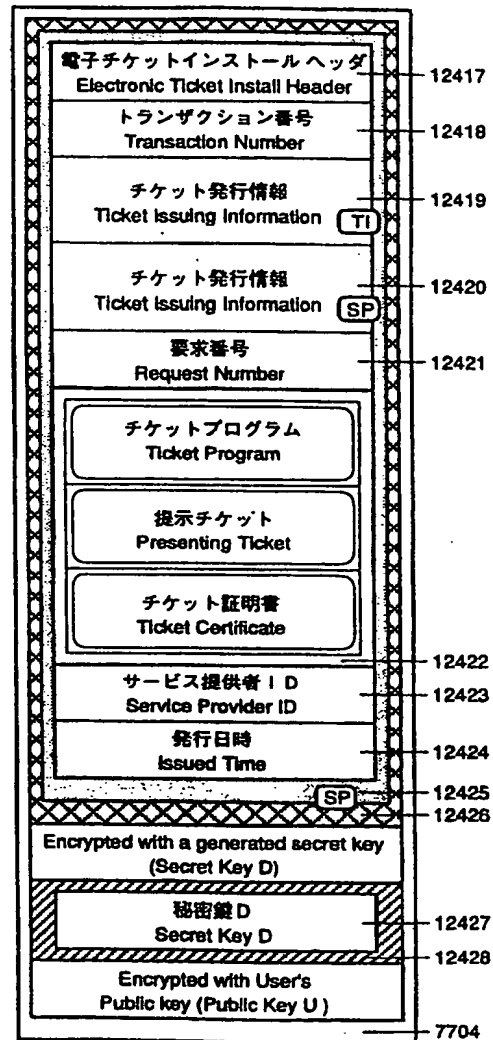 電子チケットインストール ヘッダ 12417
Electronic Ticket Install Header
トランザクション番号 12418
Transaction Number
チケット発行情報 12419
Ticket Issuing Information TI
チケット発行情報 12420
Ticket Issuing Information SP
要求番号 12421
Request Number
チケットプログラム
Ticket Program
提示チケット
Presenting Ticket
チケット証明書
Ticket Certificate
12422
サービス提供者ID 12423
Service Provider ID
発行日時 12424
Issued Time
SP 12425
12426
Encrypted with a generated secret key
(Secret Key D)
秘密鍵D 12427
Secret Key D
12428
Encrypted with User's
Public key (Public Key U )
7704